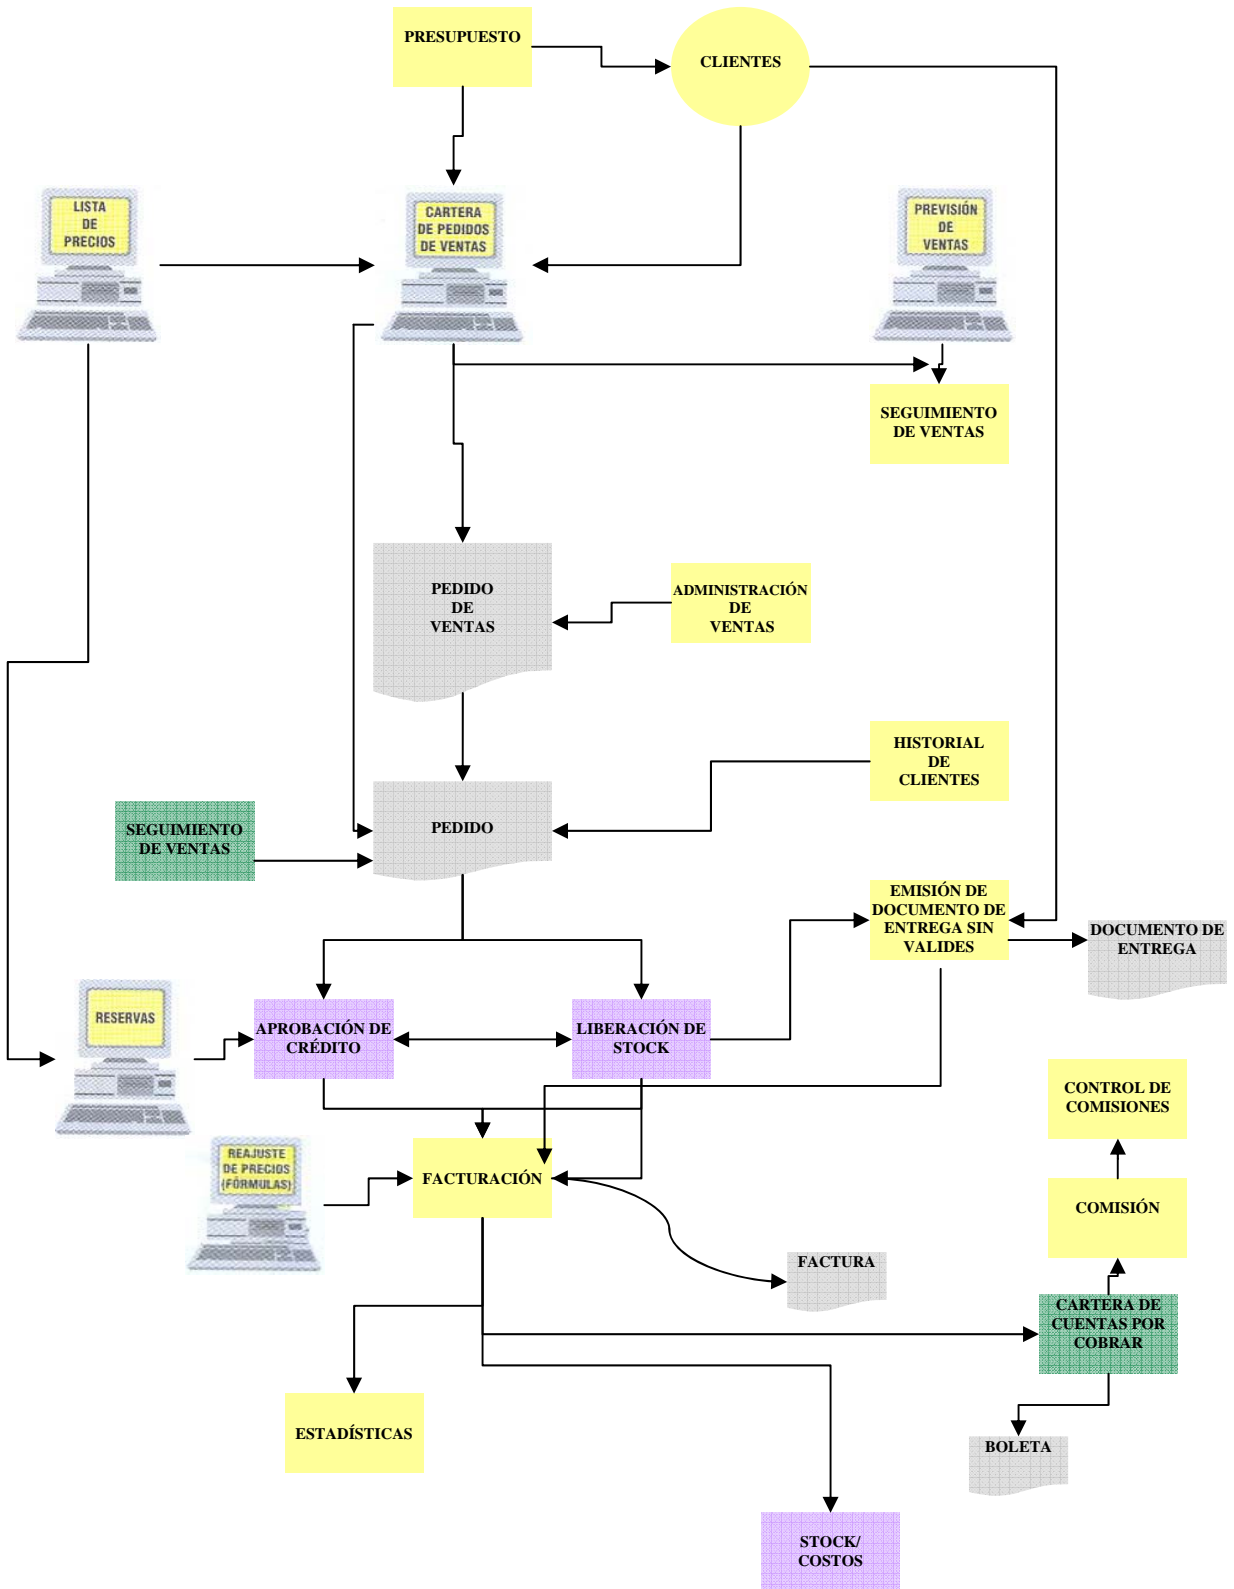 PRESUPUESTO
CLIENTES
LISTA
DE
PRECIOS
CARTERA
DE PEDIDOS
DE VENTAS
PREVISIÓN
DE
VENTAS
SEGUIMIENTO
DE VENTAS
PEDIDO
DE
VENTAS
ADMINISTRACIÓN
DE
VENTAS
HISTORIAL
DE
CLIENTES
SEGUIMIENTO
DE VENTAS
PEDIDO
EMISIÓN DE
DOCUMENTO DE
ENTREGA SIN
VALIDES
DOCUMENTO DE
ENTREGA
RESERVAS
APROBACIÓN DE
CRÉDITO
LIBERACIÓN DE
STOCK
CONTROL DE
COMISIONES
REAJUSTE
DE PRECIOS
(FÓRMULAS)
FACTURACIÓN
COMISIÓN
FACTURA
CARTERA DE
CUENTAS POR
COBRAR
ESTADÍSTICAS
BOLETA
STOCK/
COSTOS